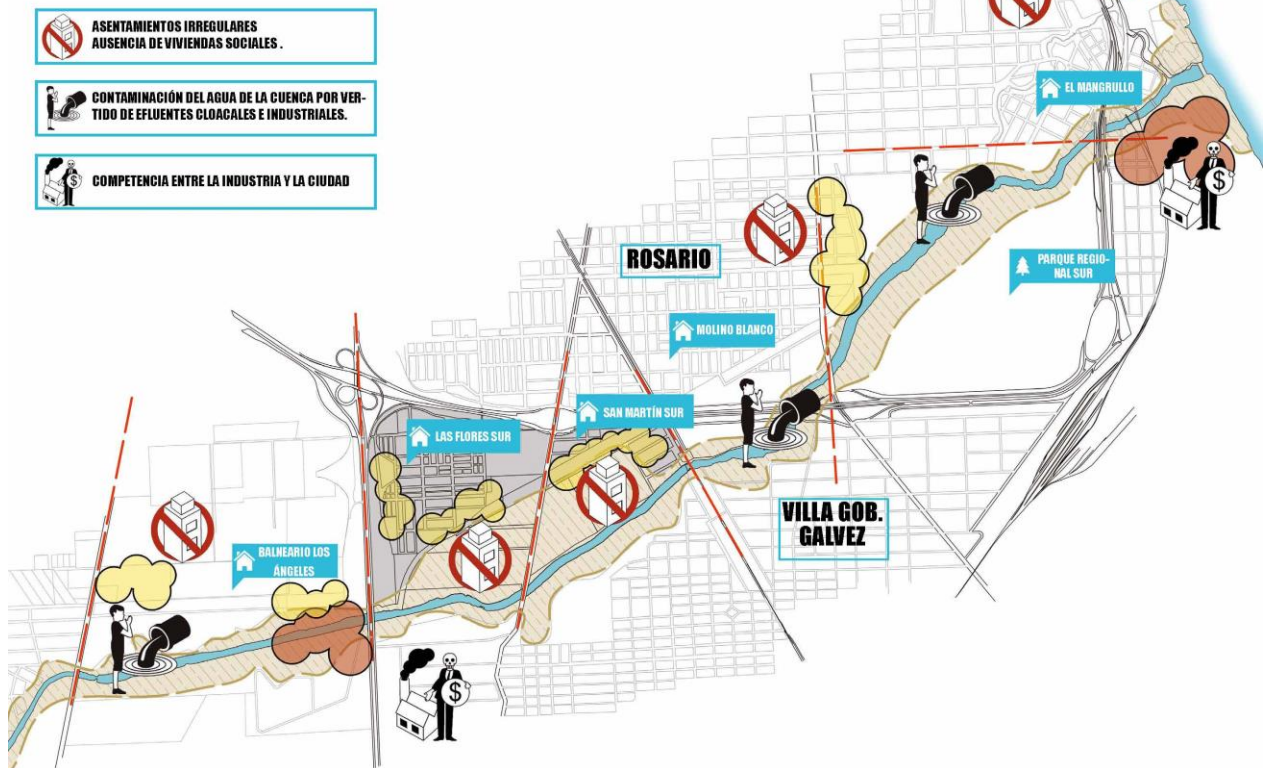 ASENTAMIENTOS IRREGULARES
AUSENCIA DE VIVIENDAS SOCIALES .
CONTAMINACIÓN DEL AGUA DE LA CUENCA POR VER-
TIDO DE EFLUENTES CLOACALES E INDUSTRIALES.
$
COMPETENCIA ENTRE LA INDUSTRIA Y LA CIUDAD
EL MANGRULLO
$
ROSARIO
PARQUE REGIO-
NAL SUR
MOLINO BLANCO
SAN MARTÍN SUR
LAS FLORES SUR
VILLA GOB.
GALVEZ
BALNEARIO LOS
ÁNGELES
$